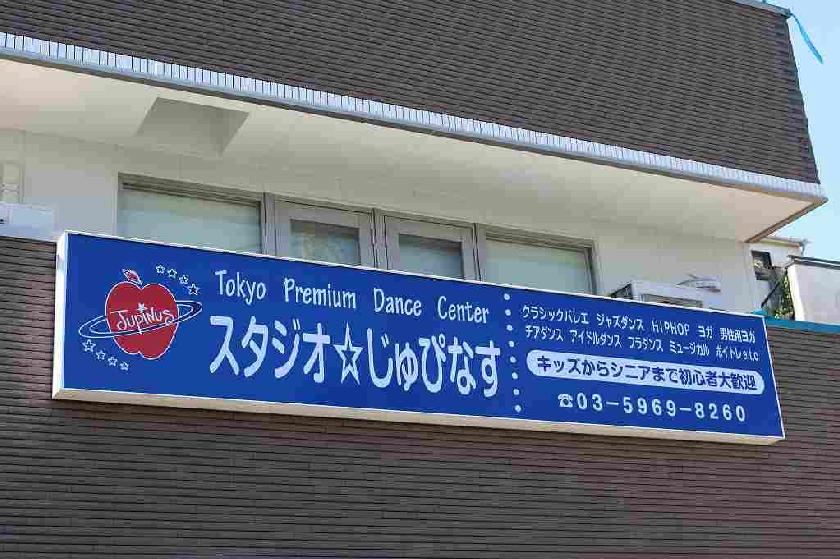 JUPINUS
Tokyo Premium Dance Center
スタジオ☆じゅぴなす
クラシックバレエ ジャズダンス HIPHOP ヨガ 男性用ヨガ
チアダンス アイドルダンス フラダンス ミュージカル ボイトレ etc
キッズからシニアまで初心者大歓迎
☎03-5969-8260